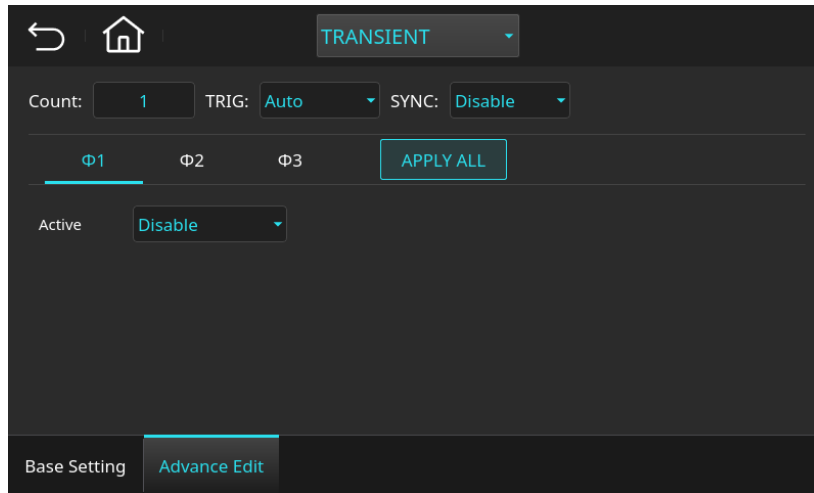 TRANSIENT
Count: 1 TRIG: Auto SYNC: Disable
Φ1 Φ2 Φ3 APPLY ALL
Active Disable
Base Setting Advance Edit